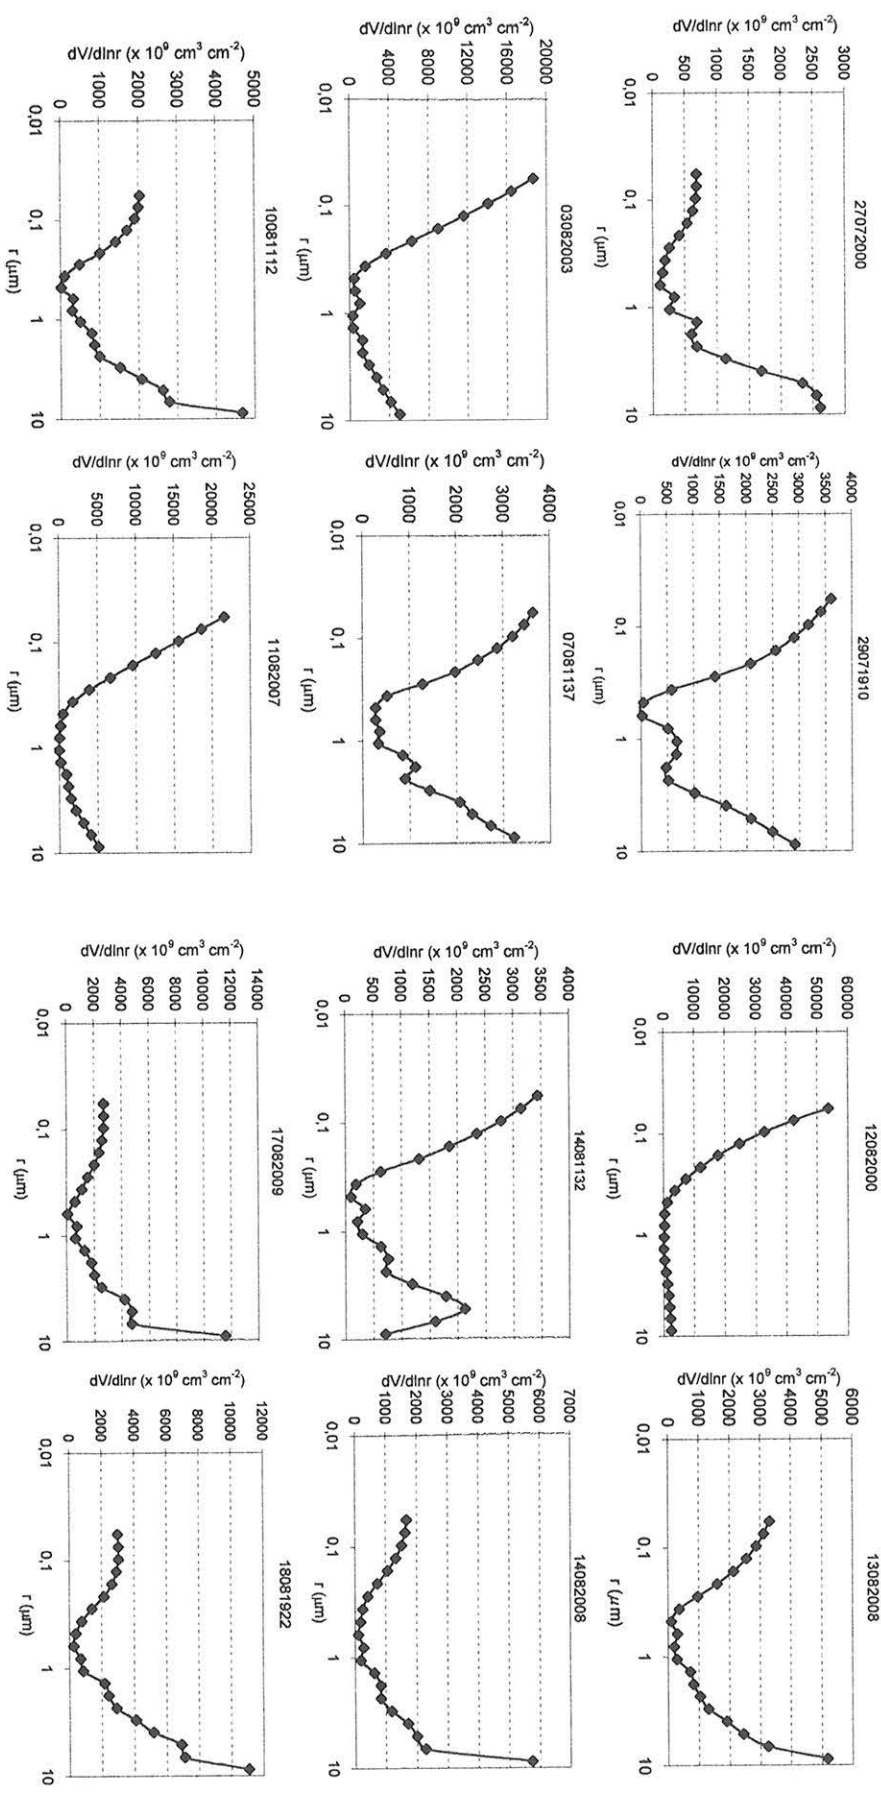 27072000
dV/dlnr (x 10⁹ cm³ cm⁻²)
3000
2500
2000
1500
1000
500
0
0,01 0,1 1 10
r (μm)
29071910
dV/dlnr (x 10⁹ cm³ cm⁻²)
4000
3500
3000
2500
2000
1500
1000
500
0
0,01 0,1 1 10
r (μm)
12082000
dV/dlnr (x 10⁹ cm³ cm⁻²)
60000
50000
40000
30000
20000
10000
0
0,01 0,1 1 10
r (μm)
13082008
dV/dlnr (x 10⁹ cm³ cm⁻²)
6000
5000
4000
3000
2000
1000
0
0,01 0,1 1 10
r (μm)
03082003
dV/dlnr (x 10⁹ cm³ cm⁻²)
20000
16000
12000
8000
4000
0
0,01 0,1 1 10
r (μm)
07081137
dV/dlnr (x 10⁹ cm³ cm⁻²)
4000
3000
2000
1000
0
0,01 0,1 1 10
r (μm)
14081132
dV/dlnr (x 10⁹ cm³ cm⁻²)
4000
3500
3000
2500
2000
1500
1000
500
0
0,01 0,1 1 10
r (μm)
14082008
dV/dlnr (x 10⁹ cm³ cm⁻²)
7000
6000
5000
4000
3000
2000
1000
0
0,01 0,1 1 10
r (μm)
10081112
dV/dlnr (x 10⁹ cm³ cm⁻²)
5000
4000
3000
2000
1000
0
0,01 0,1 1 10
r (μm)
11082007
dV/dlnr (x 10⁹ cm³ cm⁻²)
25000
20000
15000
10000
5000
0
0,01 0,1 1 10
r (μm)
17082009
dV/dlnr (x 10⁹ cm³ cm⁻²)
14000
12000
10000
8000
6000
4000
2000
0
0,01 0,1 1 10
r (μm)
18081922
dV/dlnr (x 10⁹ cm³ cm⁻²)
12000
10000
8000
6000
4000
2000
0
0,01 0,1 1 10
r (μm)